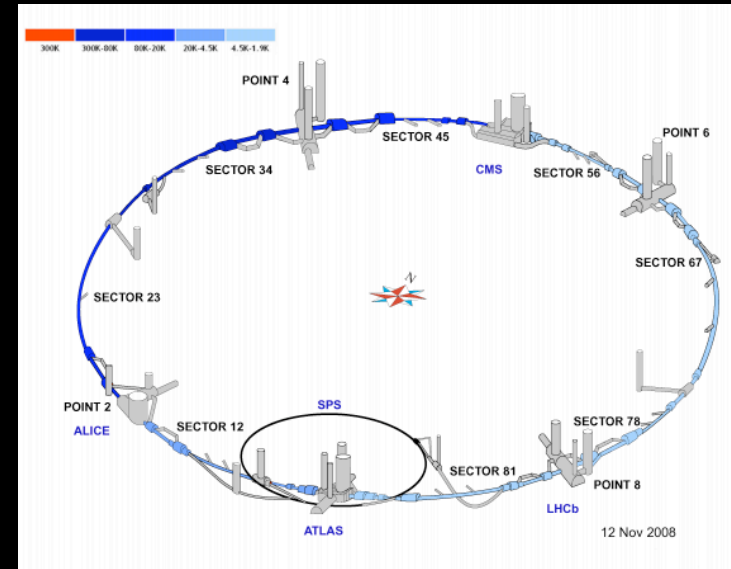 300K 300K-80K 80K-20K 20K-4.5K 4.5K-1.9K
POINT 4
SECTOR 45
POINT 6
SECTOR 34
CMS
SECTOR 56
SECTOR 67
N
SECTOR 23
SPS
POINT 2
ALICE
SECTOR 12
SECTOR 78
SECTOR 81
POINT 8
LHCb
ATLAS
12 Nov 2008